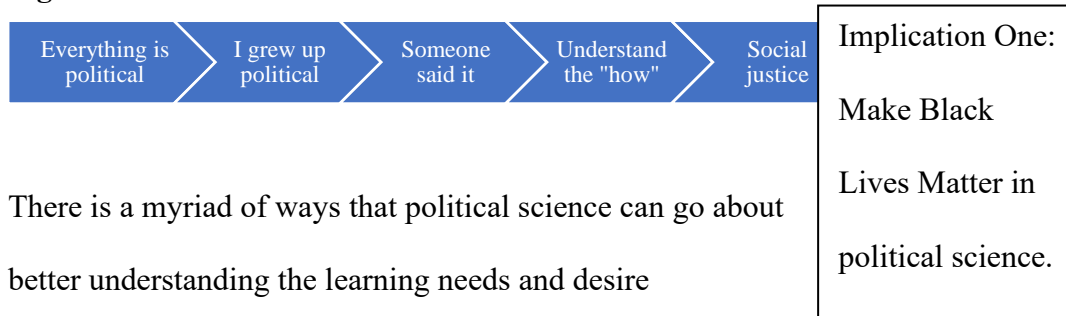 Everything is
political
I grew up
political
Someone
said it
Understand
the "how"
Social
justice
Implication One:
Make Black
Lives Matter in
political science.
There is a myriad of ways that political science can go about
better understanding the learning needs and desire